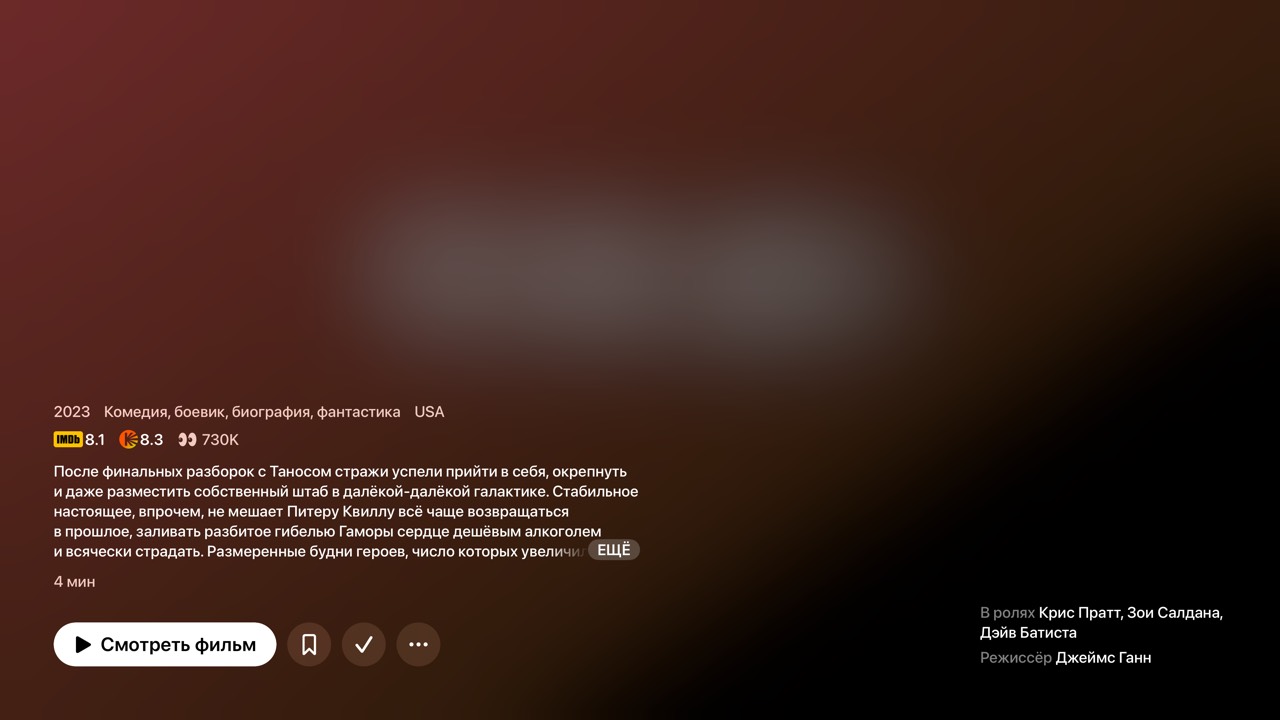 2023 Комедия, боевик, биография, фантастика USA
IMDb 8.1 8.3 👀 730K
После финальных разборок с Таносом стражи успели прийти в себя, окрепнуть
и даже разместить собственный штаб в далёкой-далёкой галактике. Стабильное
настоящее, впрочем, не мешает Питеру Квиллу всё чаще возвращаться
в прошлое, заливать разбитое гибелью Гаморы сердце дешёвым алкоголем
и всячески страдать. Размеренные будни героев, число которых ЕЩЁ
4 мин
Смотреть фильм
В ролях Крис Пратт, Зои Салдана,
Дэйв Батиста
Режиссёр Джеймс Ганн